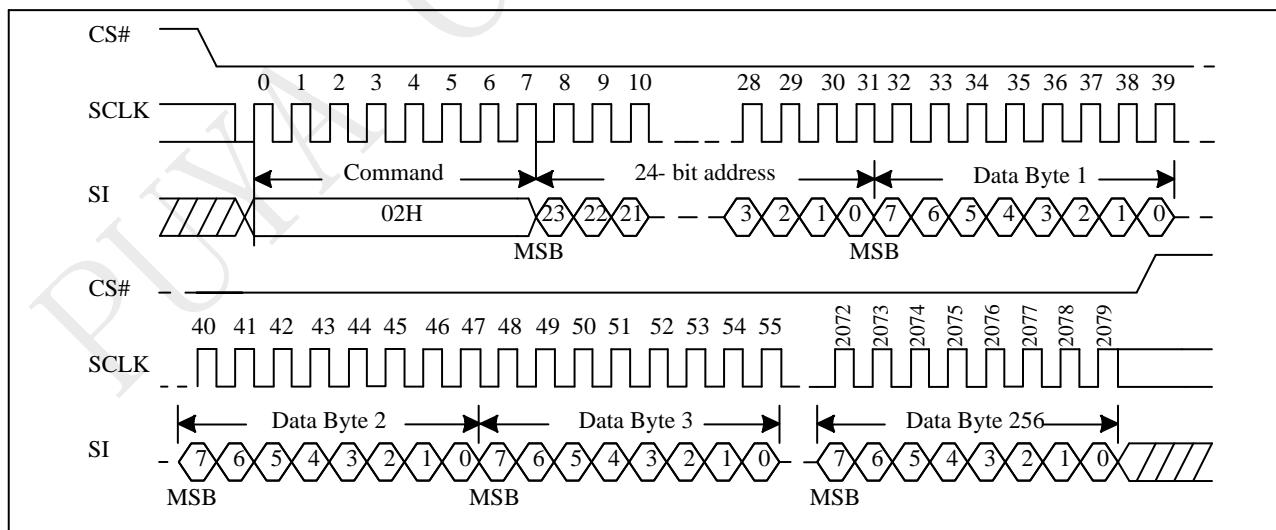 PUYA
CS#
0 1 2 3 4 5 6 7 8 9 10 28 29 30 31 32 33 34 35 36 37 38 39
SCLK
Command 24- bit address Data Byte 1
SI
02H 23 22 21 3 2 1 0 7 6 5 4 3 2 1 0
MSB MSB
CS#
40 41 42 43 44 45 46 47 48 49 50 51 52 53 54 55 2072 2073 2074 2075 2076 2077 2078 2079
SCLK
Data Byte 2 Data Byte 3 Data Byte 256
SI
7 6 5 4 3 2 1 0 7 6 5 4 3 2 1 0 7 6 5 4 3 2 1 0
MSB MSB MSB